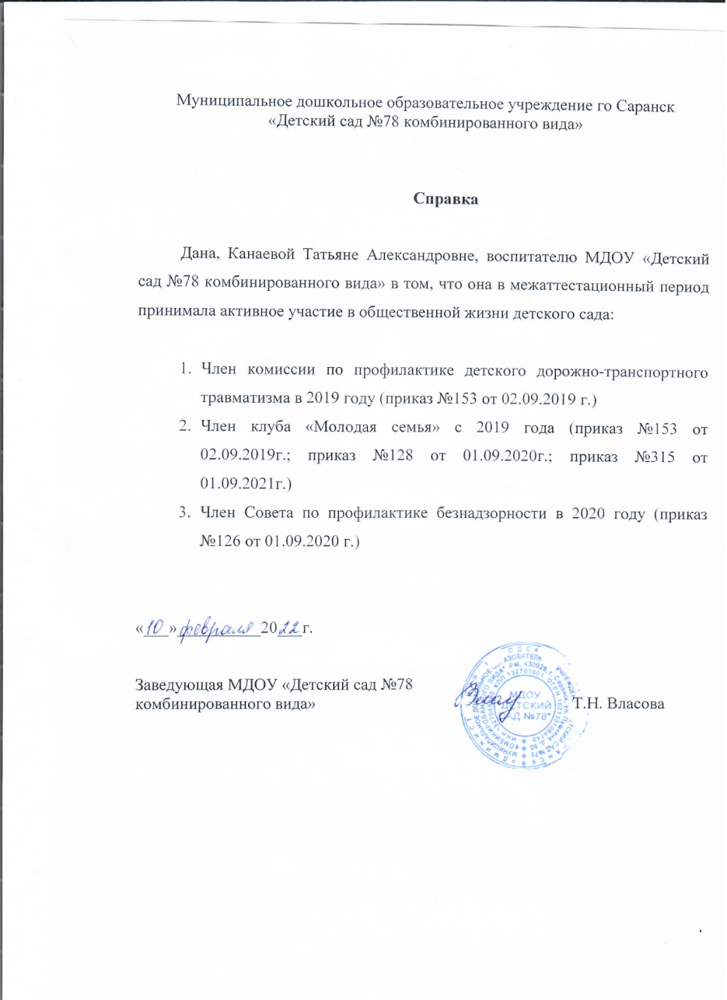 Муниципальное дошкольное образовательное учреждение го Саранск
«Детский сад №78 комбинированного вида»
Справка
Дана, Канаевой Татьяне Александровне, воспитателю МДОУ «Детский
сад №78 комбинированного вида» в том, что она в межаттестационный период
принимала активное участие в общественной жизни детского сада:
1. Член комиссии по профилактике детского дорожно-транспортного
травматизма в 2019 году (приказ №153 от 02.09.2019 г.)
2. Член клуба «Молодая семья» с 2019 года (приказ №153 от
02.09.2019г.; приказ №128 от 01.09.2020г.; приказ №315 от
01.09.2021г.)
3. Член Совета по профилактике безнадзорности в 2020 году (приказ
№126 от 01.09.2020 г.)
«10» февраля 2022 г.
Заведующая МДОУ «Детский сад №78
комбинированного вида»
Т.Н. Власова
МДОУ
"ДЕТСКИЙ
САД №78"